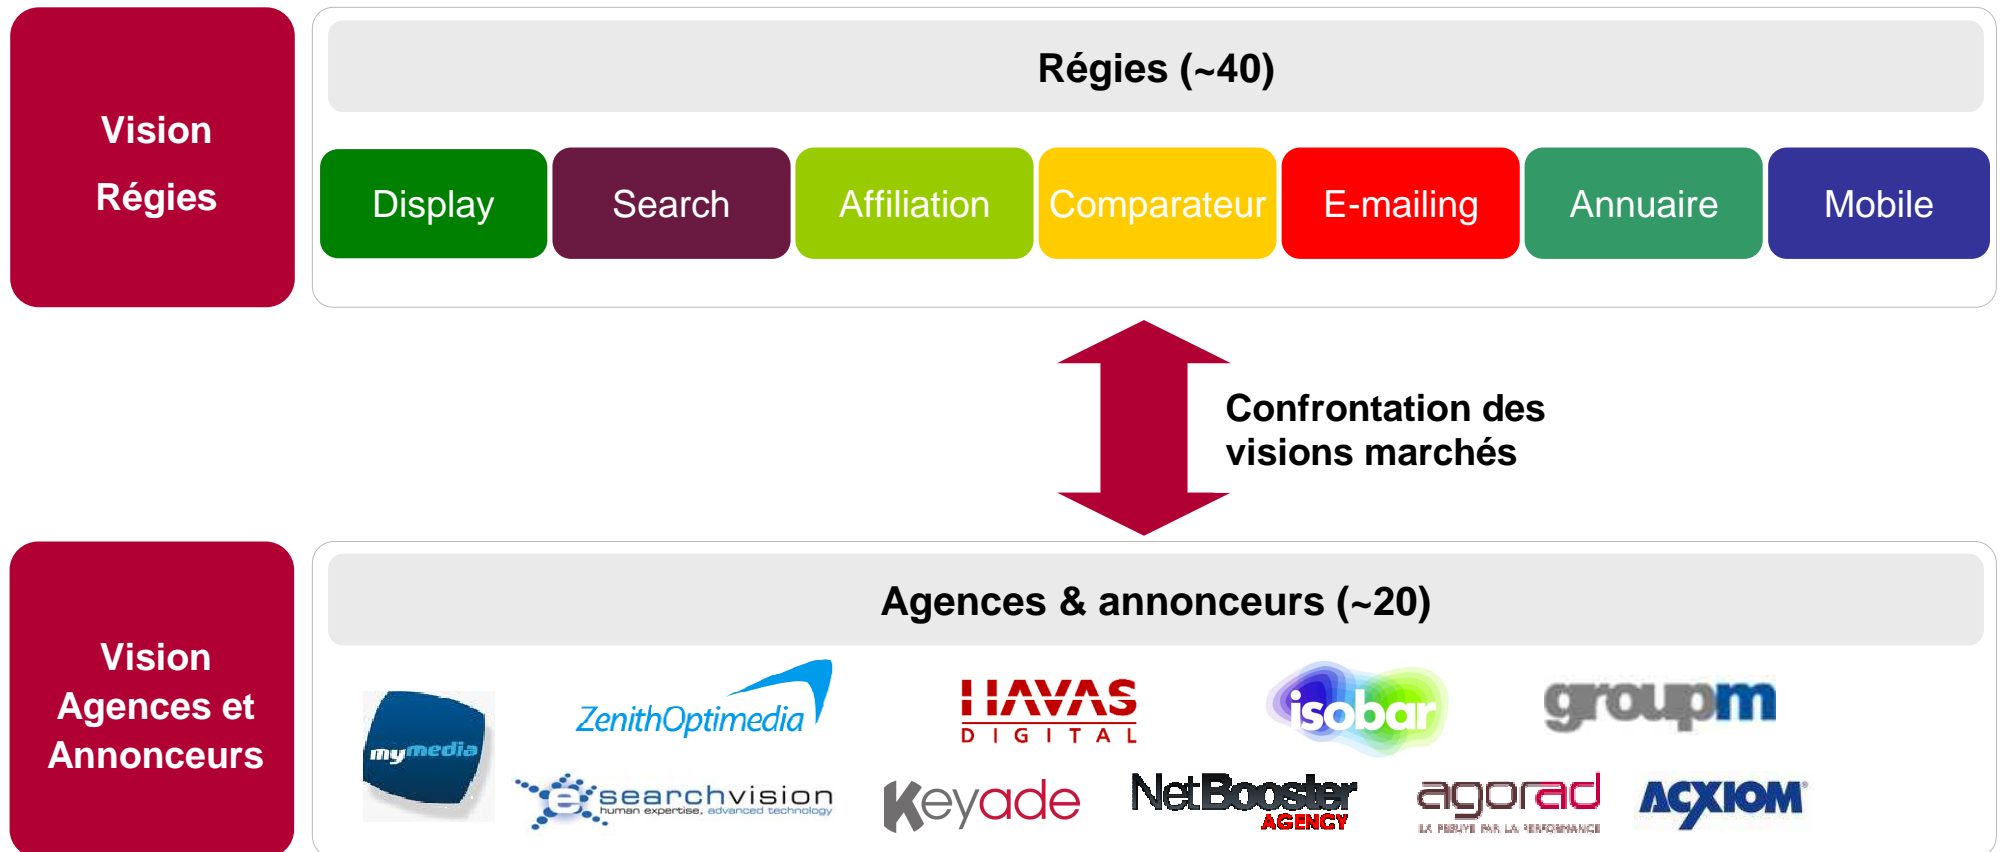 Vision
Régies
Régies (~40)
Display
Search
Affiliation
Comparateur
E-mailing
Annuaire
Mobile
Confrontation des
visions marchés
Vision
Agences et
Annonceurs
Agences & annonceurs (~20)
mymedia
ZenithOptimedia
HAVAS
DIGITAL
isobar
groupm
esearchvision
human expertise, advanced technology
Keyade
NetBooster
AGENCY
agorad
LA PREUVE PAR LA PERFORMANCE
ACXIOM®